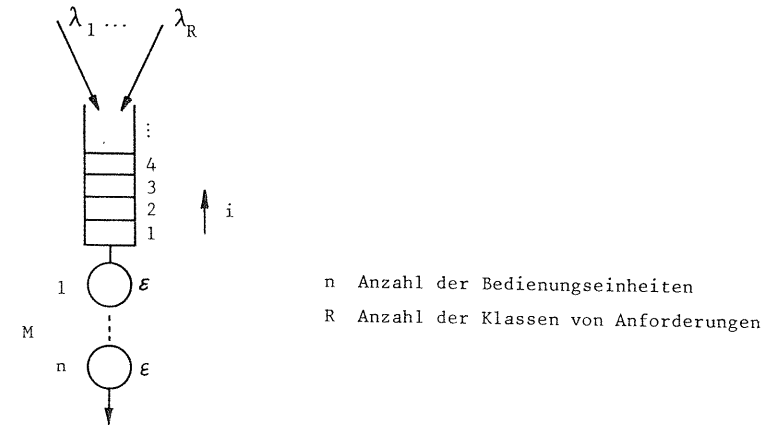 λ1 ... λR
⋮
4
3
2
1
i
1 ε
M
n ε
n Anzahl der Bedienungseinheiten
R Anzahl der Klassen von Anforderungen